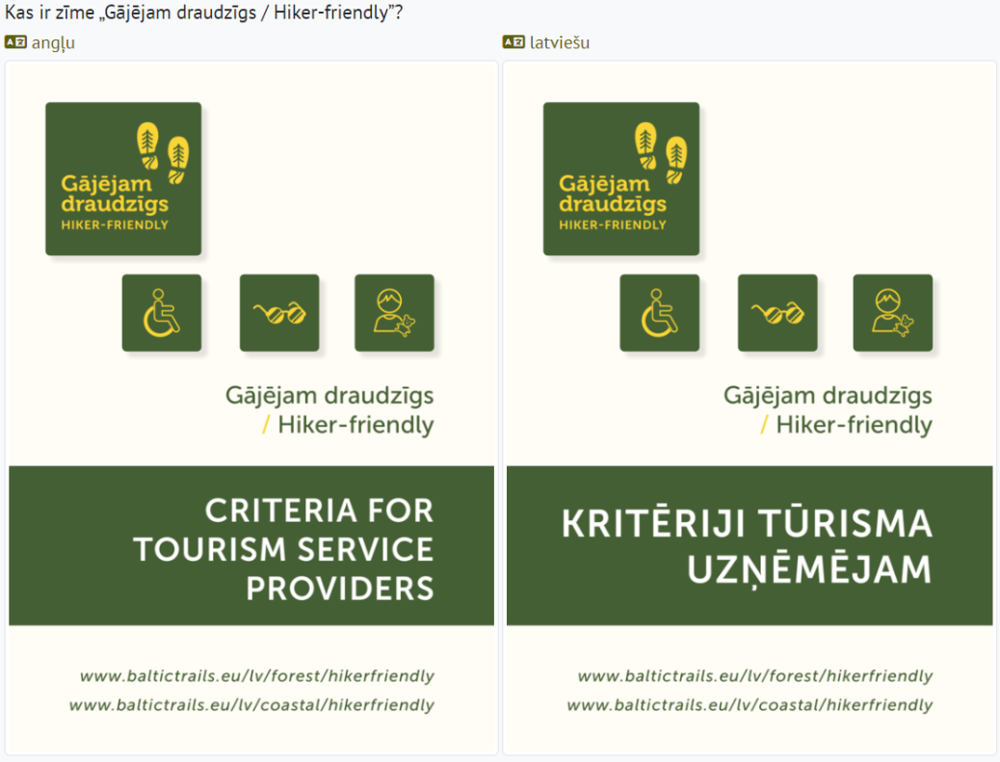 Kas ir zīme „Gājējam draudzīgs / Hiker-friendly”?
angļu
Gājējam
draudzīgs
HIKER-FRIENDLY
Gājējam draudzīgs
/ Hiker-friendly
CRITERIA FOR
TOURISM SERVICE
PROVIDERS
www.baltictrails.eu/lv/forest/hikerfriendly
www.baltictrails.eu/lv/coastal/hikerfriendly
latviešu
Gājējam
draudzīgs
HIKER-FRIENDLY
Gājējam draudzīgs
/ Hiker-friendly
KRITĒRIJI TŪRISMA
UZŅĒMĒJAM
www.baltictrails.eu/lv/forest/hikerfriendly
www.baltictrails.eu/lv/coastal/hikerfriendly